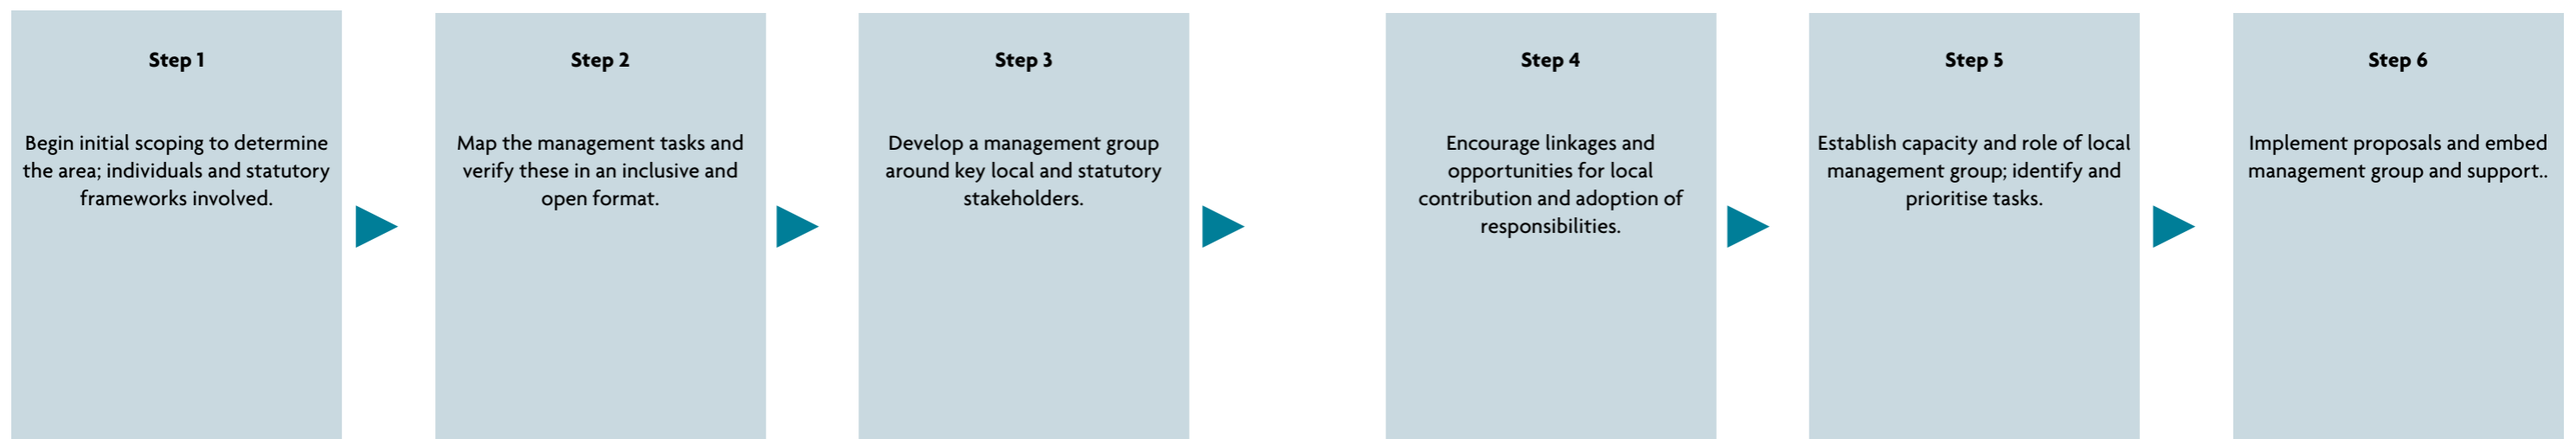 Step 1
Begin initial scoping to determine
the area; individuals and statutory
frameworks involved.
Step 2
Map the management tasks and
verify these in an inclusive and
open format.
Step 3
Develop a management group
around key local and statutory
stakeholders.
Step 4
Encourage linkages and
opportunities for local
contribution and adoption of
responsibilities.
Step 5
Establish capacity and role of local
management group; identify and
prioritise tasks.
Step 6
Implement proposals and embed
management group and support..